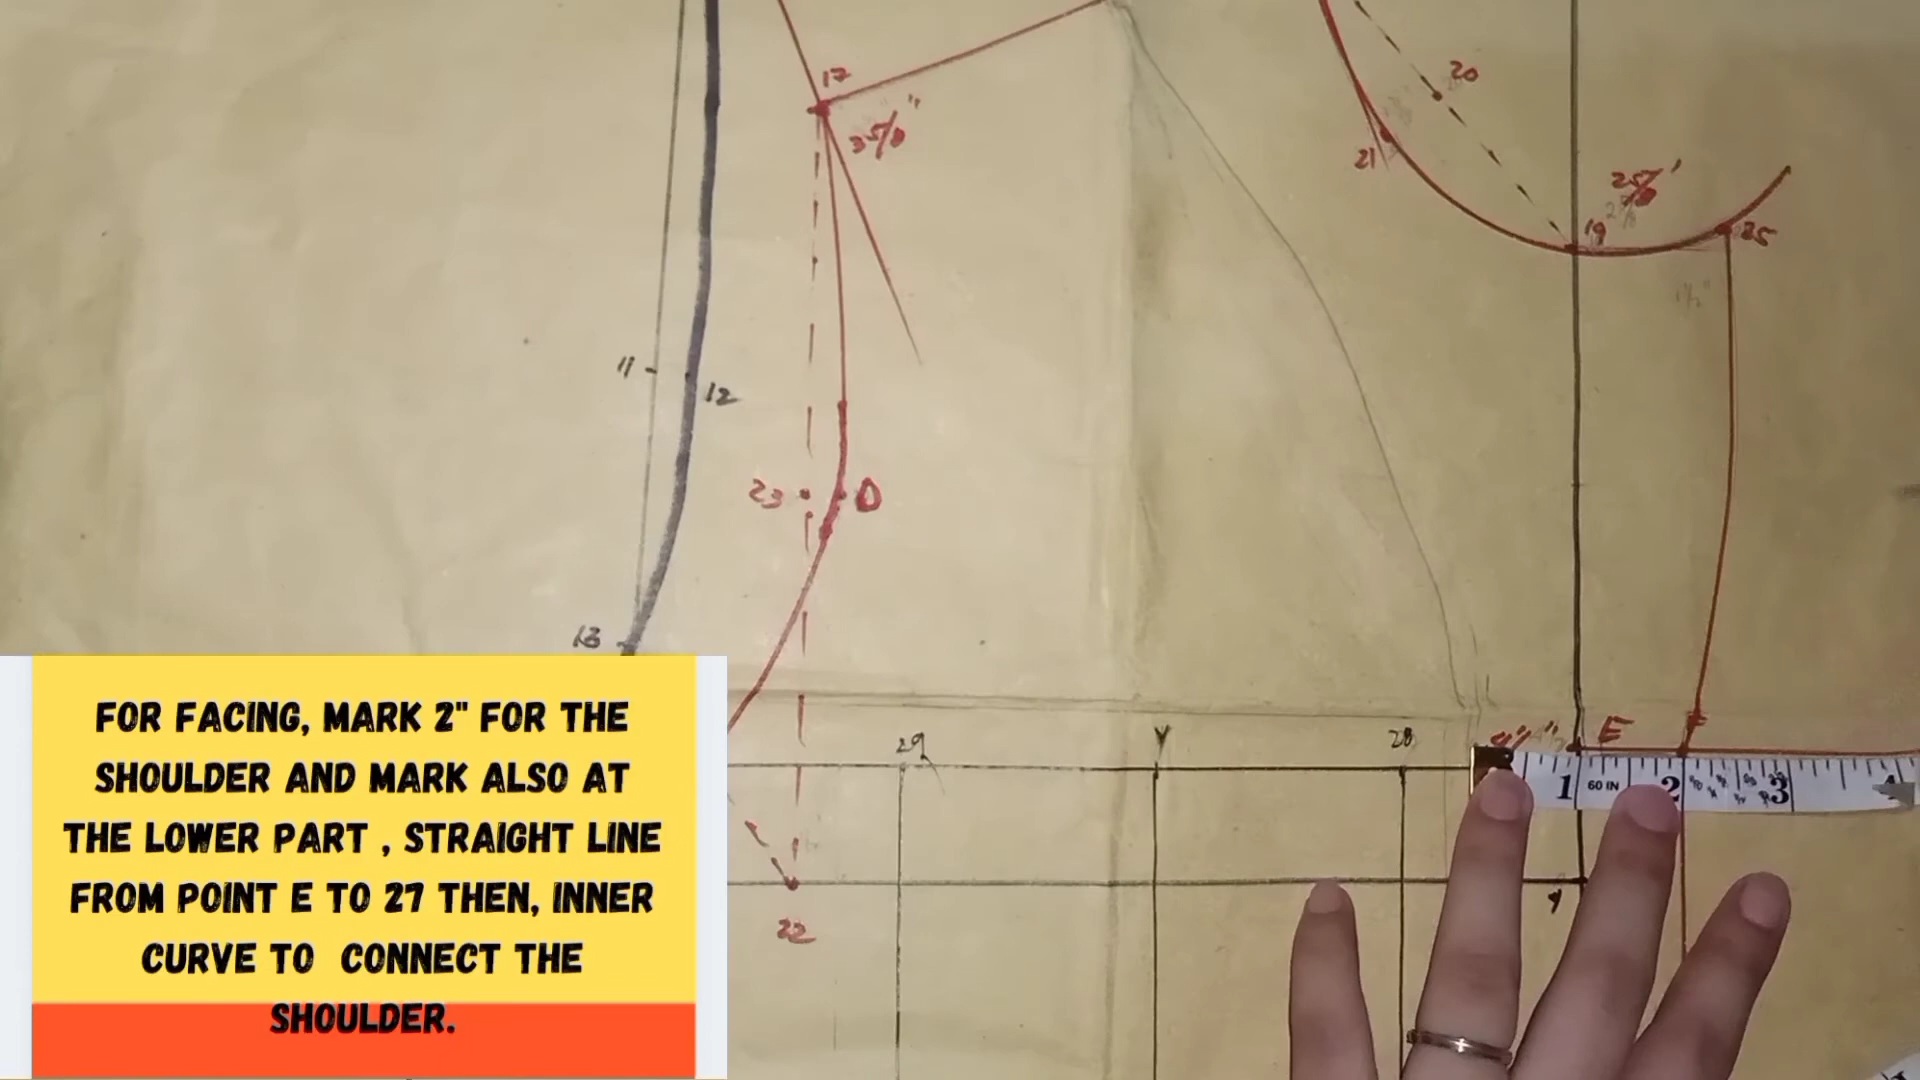 17
20
21
19
25
11
12
23 D
13
FOR FACING, MARK 2" FOR THE
SHOULDER AND MARK ALSO AT
THE LOWER PART , STRAIGHT LINE
FROM POINT E TO 27 THEN, INNER
CURVE TO  CONNECT THE
SHOULDER.
29
Y
28
E
F
1 60 IN 2 3 4
22